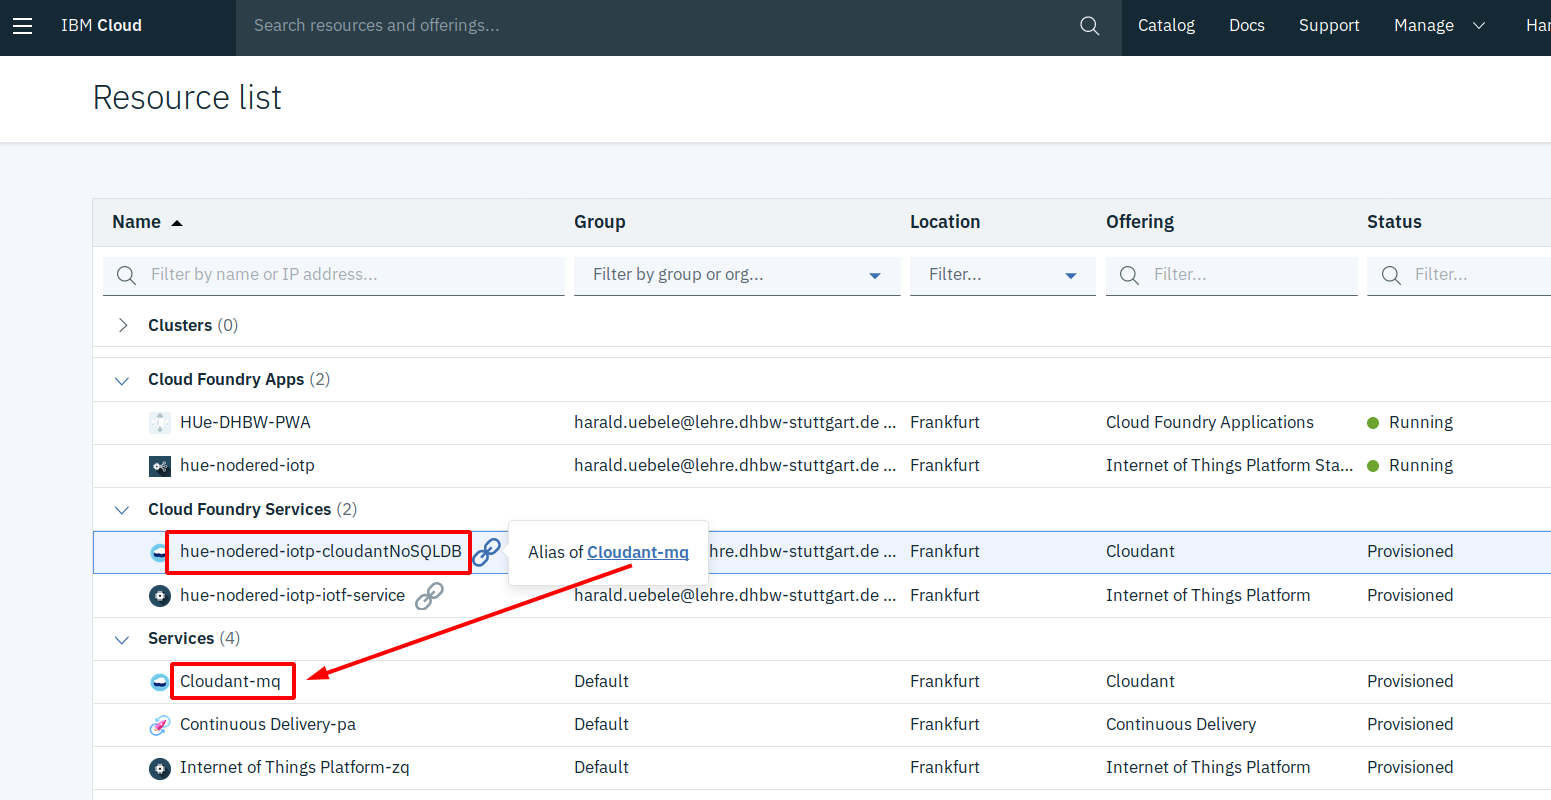 IBM Cloud Search resources and offerings... Catalog Docs Support Manage Har
Resource list
Name Group Location Offering Status
Filter by name or IP address... Filter by group or org... Filter... Filter... Filter...
Clusters (0)
Cloud Foundry Apps (2)
HUe-DHBW-PWA harald.uebele@lehre.dhbw-stuttgart.de ... Frankfurt Cloud Foundry Applications Running
hue-nodered-iotp harald.uebele@lehre.dhbw-stuttgart.de ... Frankfurt Internet of Things Platform Sta... Running
Cloud Foundry Services (2)
hue-nodered-iotp-cloudantNoSQLDB Alias of Cloudant-mq hre.dhbw-stuttgart.de ... Frankfurt Cloudant Provisioned
hue-nodered-iotp-iotf-service harald.uebele@lehre.dhbw-stuttgart.de ... Frankfurt Internet of Things Platform Provisioned
Services (4)
Cloudant-mq Default Frankfurt Cloudant Provisioned
Continuous Delivery-pa Default Frankfurt Continuous Delivery Provisioned
Internet of Things Platform-zq Default Frankfurt Internet of Things Platform Provisioned